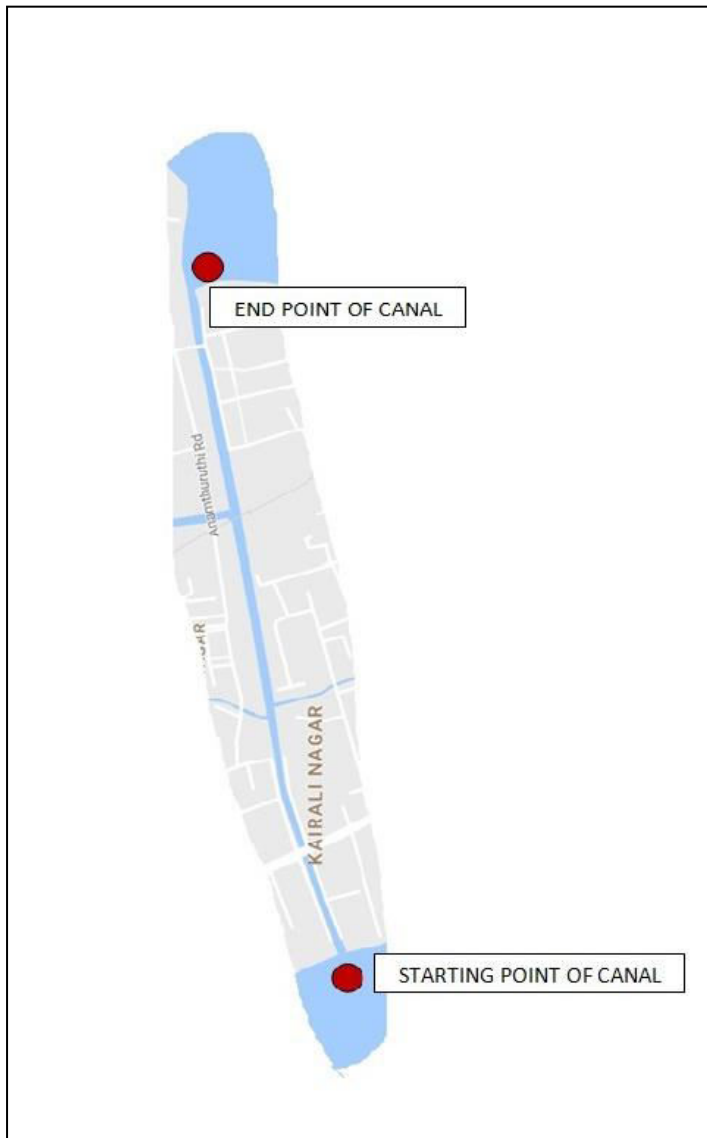 END POINT OF CANAL
Anamthuruthi Rd
KAIRALI NAGAR
STARTING POINT OF CANAL